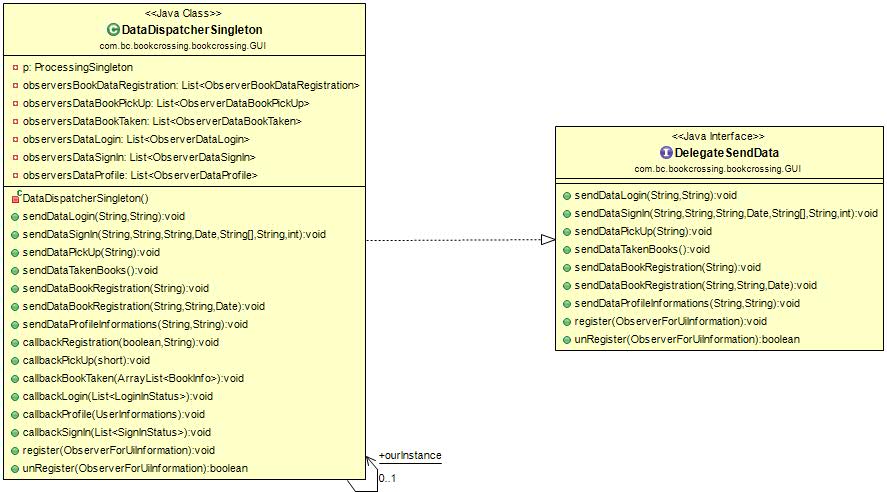 <<Java Class>>
DataDispatcherSingleton
com.bc.bookcrossing.bookcrossing.GUI
p: ProcessingSingleton
observersBookDataRegistration: List<ObserverBookDataRegistration>
observersDataBookPickUp: List<ObserverDataBookPickUp>
observersDataBookTaken: List<ObserverDataBookTaken>
observersDataLogin: List<ObserverDataLogin>
observersDataSignIn: List<ObserverDataSignIn>
observersDataProfile: List<ObserverDataProfile>
DataDispatcherSingleton()
sendDataLogin(String,String):void
sendDataSignIn(String,String,String,Date,String[],String,int):void
sendDataPickUp(String):void
sendDataTakenBooks():void
sendDataBookRegistration(String):void
sendDataBookRegistration(String,String,Date):void
sendDataProfileInformations(String,String):void
callbackRegistration(boolean,String):void
callbackPickUp(short):void
callbackBookTaken(ArrayList<BookInfo>):void
callbackLogin(List<LoginInStatus>):void
callbackProfile(UserInformations):void
callbackSignIn(List<SignInStatus>):void
register(ObserverForUiInformation):void
unRegister(ObserverForUiInformation):boolean
+ourInstance
0..1
<<Java Interface>>
DelegateSendData
com.bc.bookcrossing.bookcrossing.GUI
sendDataLogin(String,String):void
sendDataSignIn(String,String,String,Date,String[],String,int):void
sendDataPickUp(String):void
sendDataTakenBooks():void
sendDataBookRegistration(String):void
sendDataBookRegistration(String,String,Date):void
sendDataProfileInformations(String,String):void
register(ObserverForUiInformation):void
unRegister(ObserverForUiInformation):boolean